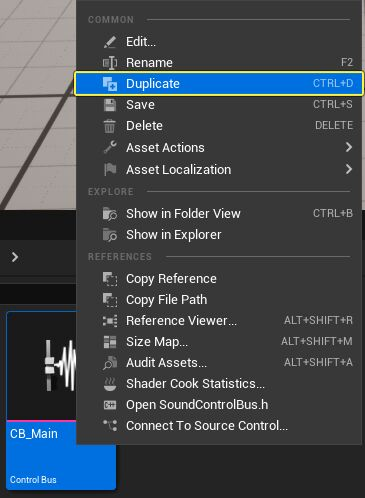 COMMON
Edit...
Rename F2
Duplicate CTRL+D
Save CTRL+S
Delete DELETE
Asset Actions
Asset Localization
EXPLORE
Show in Folder View CTRL+B
Show in Explorer
REFERENCES
Copy Reference
Copy File Path
Reference Viewer... ALT+SHIFT+R
Size Map... ALT+SHIFT+M
Audit Assets... ALT+SHIFT+A
Shader Cook Statistics...
C++ Open SoundControlBus.h
Connect To Source Control...
CB_Main
Control Bus